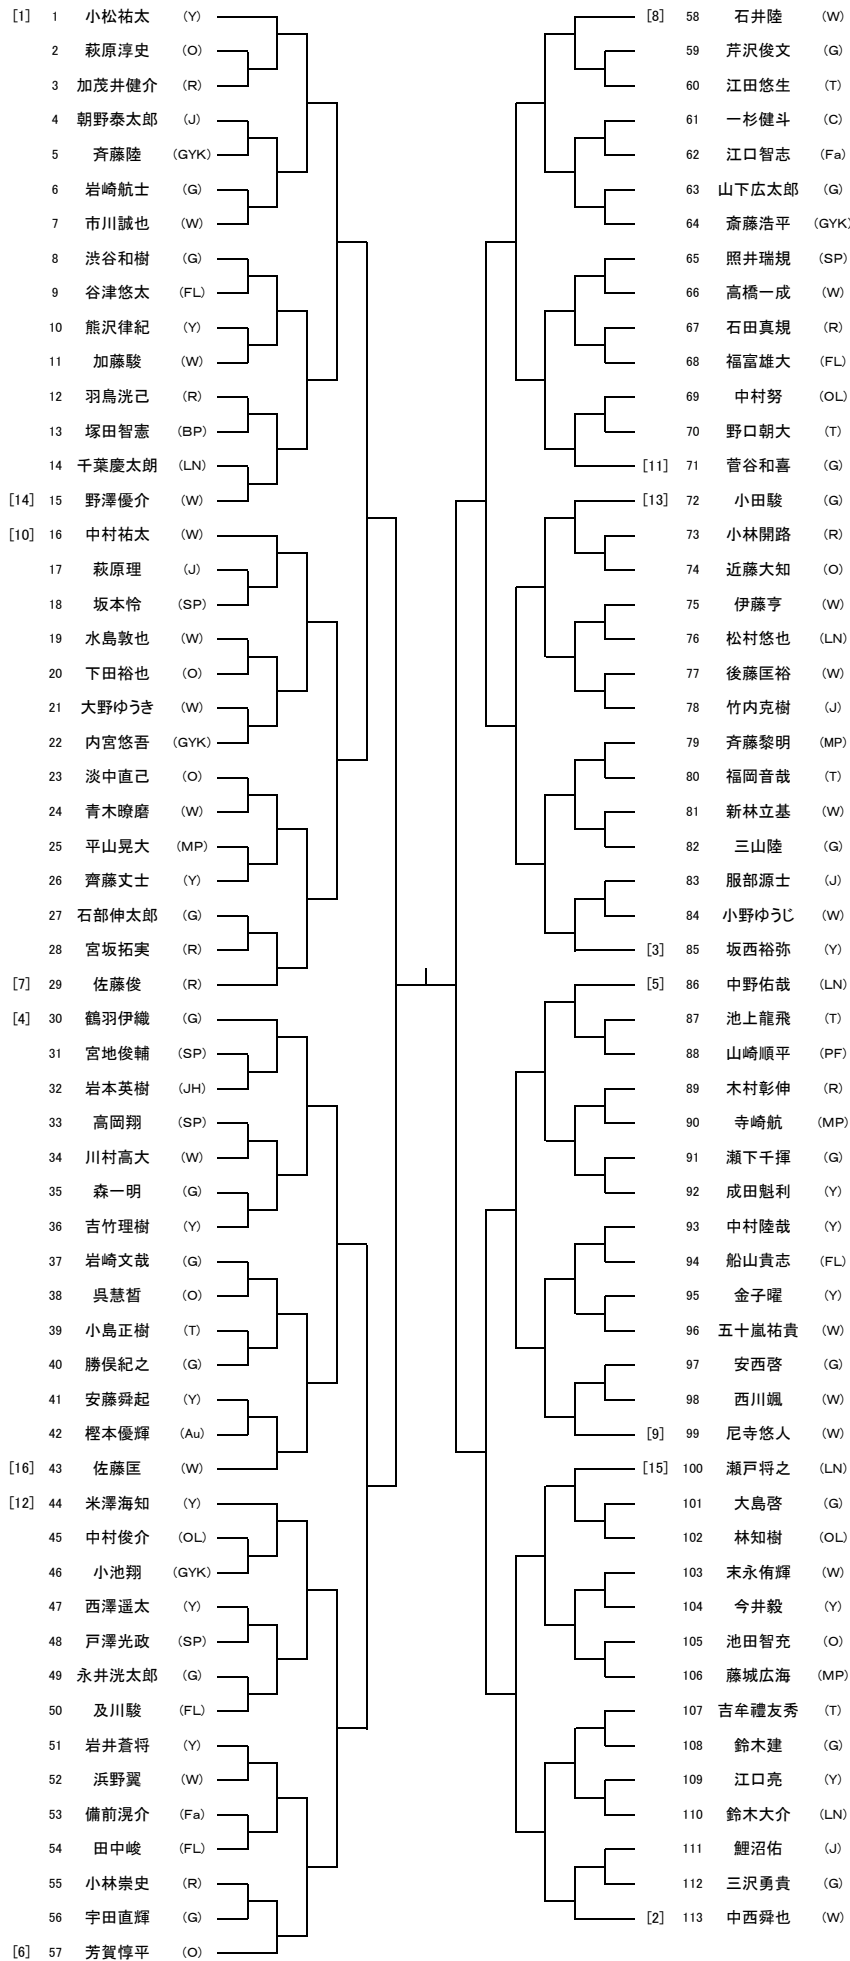 [1] 1 小松祐太 (Y)
2 萩原淳史 (O)
3 加茂井健介 (R)
4 朝野泰太郎 (J)
5 斉藤陸 (GYK)
6 岩崎航士 (G)
7 市川誠也 (W)
8 渋谷和樹 (G)
9 谷津悠太 (FL)
10 熊沢律紀 (Y)
11 加藤駿 (W)
12 羽鳥洸己 (R)
13 塚田智憲 (BP)
14 千葉慶太朗 (LN)
[14] 15 野澤優介 (W)
[10] 16 中村祐太 (W)
17 萩原理 (J)
18 坂本怜 (SP)
19 水島敦也 (W)
20 下田裕也 (O)
21 大野ゆうき (W)
22 内宮悠吾 (GYK)
23 淡中直己 (O)
24 青木暸磨 (W)
25 平山晃大 (MP)
26 齊藤丈士 (Y)
27 石部伸太郎 (G)
28 宮坂拓実 (R)
[7] 29 佐藤俊 (R)
[4] 30 鶴羽伊織 (G)
31 宮地俊輔 (SP)
32 岩本英樹 (JH)
33 高岡翔 (SP)
34 川村高大 (W)
35 森一明 (G)
36 吉竹理樹 (Y)
37 岩崎文哉 (G)
38 呉慧皙 (O)
39 小島正樹 (T)
40 勝俣紀之 (G)
41 安藤舜起 (Y)
42 樫本優輝 (Au)
[16] 43 佐藤匡 (W)
[12] 44 米澤海知 (Y)
45 中村俊介 (OL)
46 小池翔 (GYK)
47 西澤遥太 (Y)
48 戸澤光政 (SP)
49 永井洸太郎 (G)
50 及川駿 (FL)
51 岩井蒼将 (Y)
52 浜野翼 (W)
53 備前滉介 (Fa)
54 田中峻 (FL)
55 小林崇史 (R)
56 宇田直輝 (G)
[6] 57 芳賀惇平 (O)
[8] 58 石井陸 (W)
59 芹沢俊文 (G)
60 江田悠生 (T)
61 一杉健斗 (C)
62 江口智志 (Fa)
63 山下広太郎 (G)
64 斎藤浩平 (GYK)
65 照井瑞規 (SP)
66 高橋一成 (W)
67 石田真規 (R)
68 福富雄大 (FL)
69 中村努 (OL)
70 野口朝大 (T)
[11] 71 菅谷和喜 (G)
[13] 72 小田駿 (G)
73 小林開路 (R)
74 近藤大知 (O)
75 伊藤亨 (W)
76 松村悠也 (LN)
77 後藤匡裕 (W)
78 竹内克樹 (J)
79 斉藤黎明 (MP)
80 福岡音哉 (T)
81 新林立基 (W)
82 三山陸 (G)
83 服部源士 (J)
84 小野ゆうじ (W)
[3] 85 坂西裕弥 (Y)
[5] 86 中野佑哉 (LN)
87 池上龍飛 (T)
88 山崎順平 (PF)
89 木村彰伸 (R)
90 寺崎航 (MP)
91 瀬下千揮 (G)
92 成田魁利 (Y)
93 中村陸哉 (Y)
94 船山貴志 (FL)
95 金子曜 (Y)
96 五十嵐祐貴 (W)
97 安西啓 (G)
98 西川颯 (W)
[9] 99 尼寺悠人 (W)
[15] 100 瀬戸将之 (LN)
101 大島啓 (G)
102 林知樹 (OL)
103 末永侑輝 (W)
104 今井毅 (Y)
105 池田智充 (O)
106 藤城広海 (MP)
107 吉牟禮友秀 (T)
108 鈴木建 (G)
109 江口亮 (Y)
110 鈴木大介 (LN)
111 鯉沼佑 (J)
112 三沢勇貴 (G)
[2] 113 中西舜也 (W)